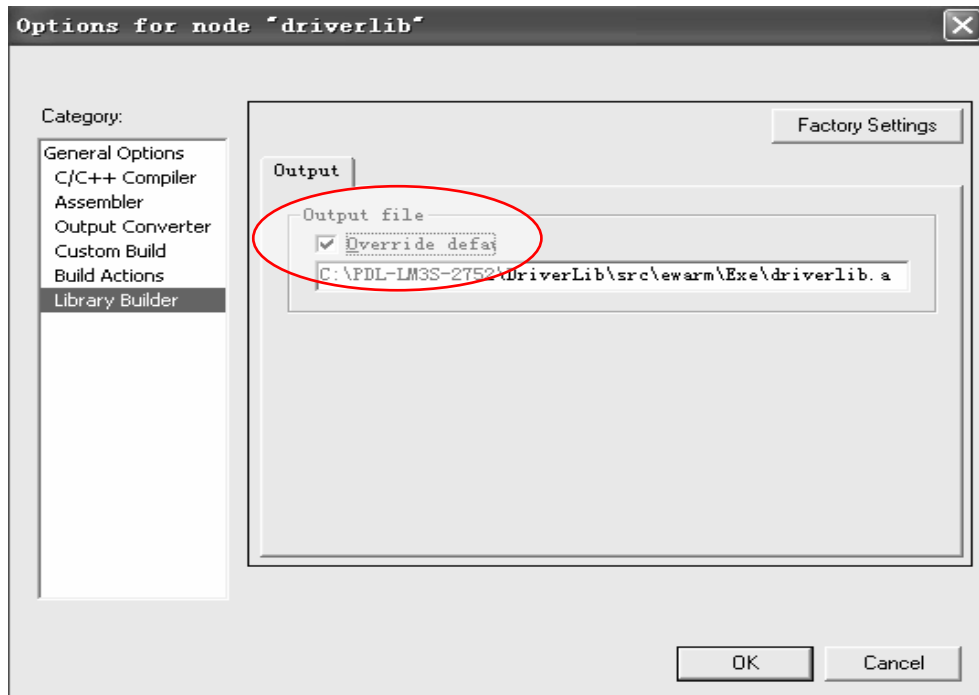 Options for node "driverlib"
Category:
General Options
C/C++ Compiler
Assembler
Output Converter
Custom Build
Build Actions
Library Builder
Factory Settings
Output
Output file
Override defa
C:\PDL-LM3S-2752\DriverLib\src\ewarm\Exe\driverlib.a
OK
Cancel